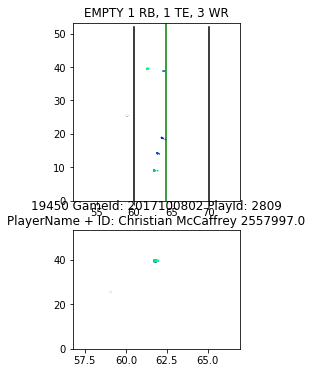 EMPTY 1 RB, 1 TE, 3 WR
50
40
30
20
10
0
55 60 65 70
19450 GameId: 2017100802 PlayId: 2809
PlayerName + ID: Christian McCaffrey 2557997.0
40
20
0
57.5 60.0 62.5 65.0